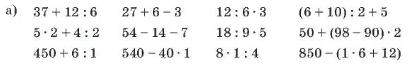 а) 37 + 12 : 6 27 + 6 – 3 12 : 6 · 3 (6 + 10) : 2 + 5
5 · 2 + 4 : 2 54 – 14 – 7 18 : 9 · 5 50 + (98 – 90) · 2
450 + 6 : 1 540 – 40 · 1 8 · 1 : 4 850 – (1 · 6 + 12)